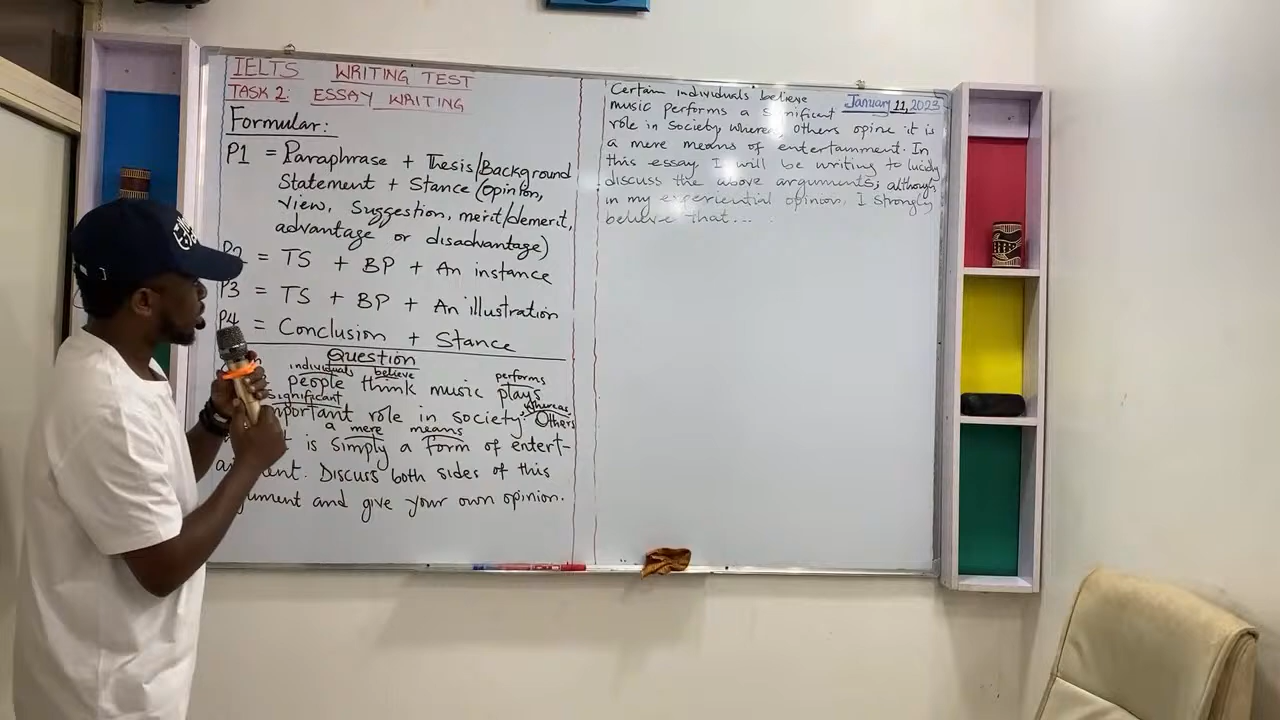 IELTS WRITING TEST
TASK 2: ESSAY WRITING
Formular:
P1 = Paraphrase + Thesis/Background
Statement + Stance (opinion,
view, suggestion, merit/demerit,
advantage or disadvantage)
P2 = TS + BP + An instance
P3 = TS + BP + An illustration
P4 = Conclusion + Stance
Question
individuals believe performs
people think music plays
significant whereas
important role in society, Others
a mere means
is simply a form of entert-
ment. Discuss both sides of this
and give your own opinion.
January 11, 2023
Certain individuals believe
music performs a significant
role in society whereas others opine it is
a mere means of entertainment. In
this essay, I will be writing to lucidly
discuss the above arguments; although
in my experiential opinion, I strongly
believe that...